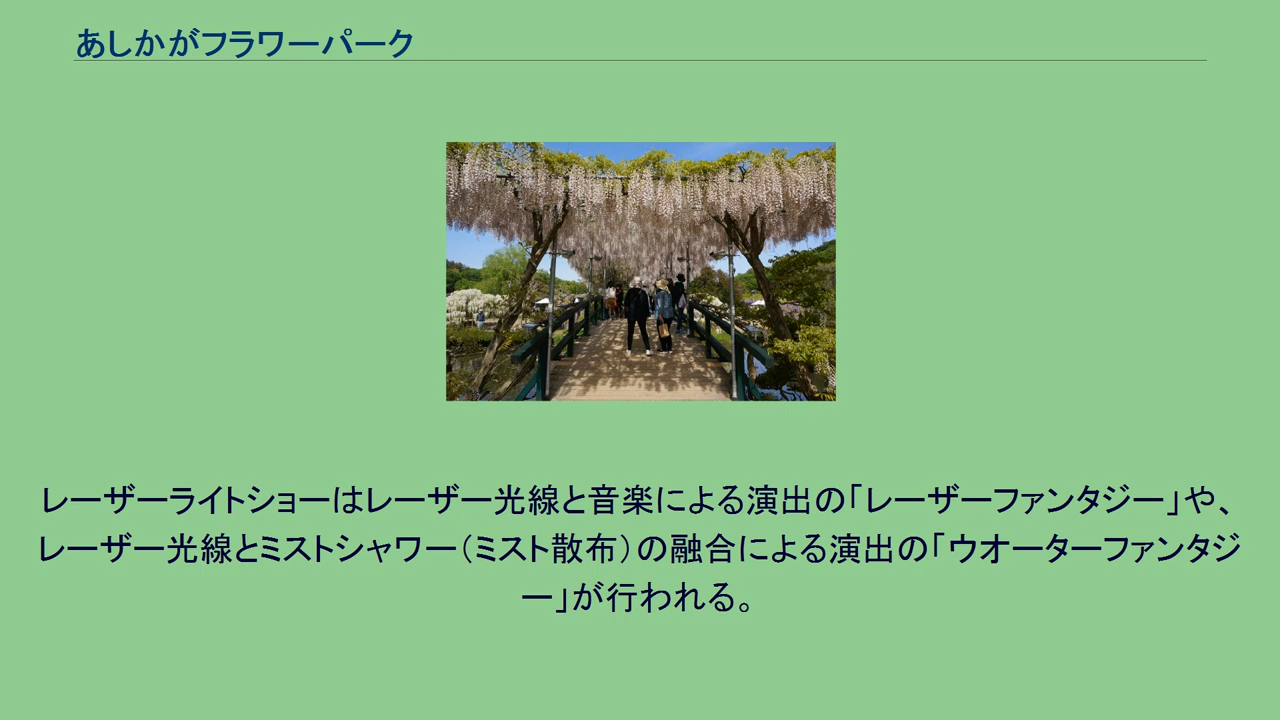 あしかがフラワーパーク
レーザーライトショーはレーザー光線と音楽による演出の「レーザーファンタジー」や、
レーザー光線とミストシャワー（ミスト散布）の融合による演出の「ウオーターファンタジ
ー」が行われる。